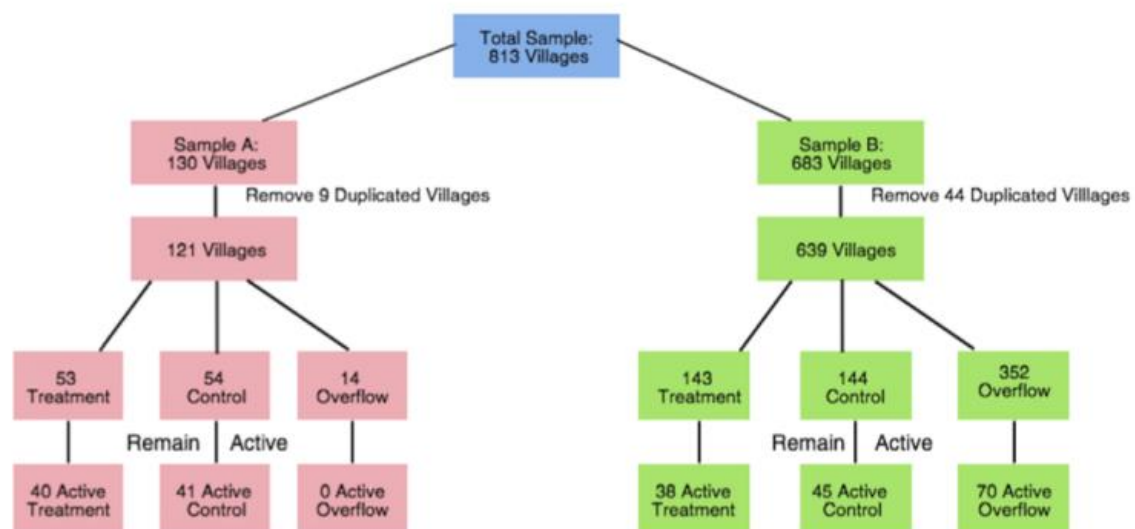 Total Sample:
813 Villages
Sample A:
130 Villages
Sample B:
683 Villages
Remove 9 Duplicated Villages
Remove 44 Duplicated Villlages
121 Villages
639 Villages
53
Treatment
54
Control
14
Overflow
143
Treatment
144
Control
352
Overflow
Remain Active
Remain Active
40 Active
Treatment
41 Active
Control
0 Active
Overflow
38 Active
Treatment
45 Active
Control
70 Active
Overflow